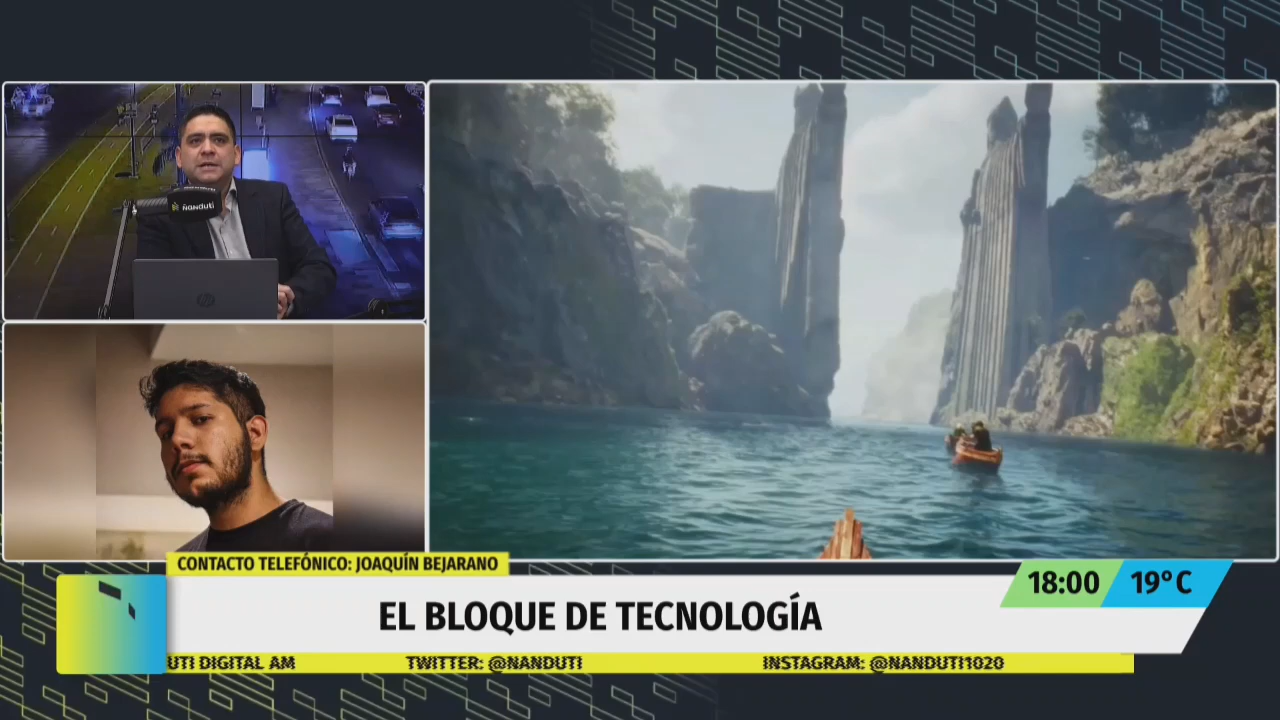 ÑANDUTI
CONTACTO TELEFÓNICO: JOAQUÍN BEJARANO
18:00 19°C
EL BLOQUE DE TECNOLOGÍA
UTI DIGITAL AM TWITTER: @NANDUTI INSTAGRAM: @NANDUTI1020